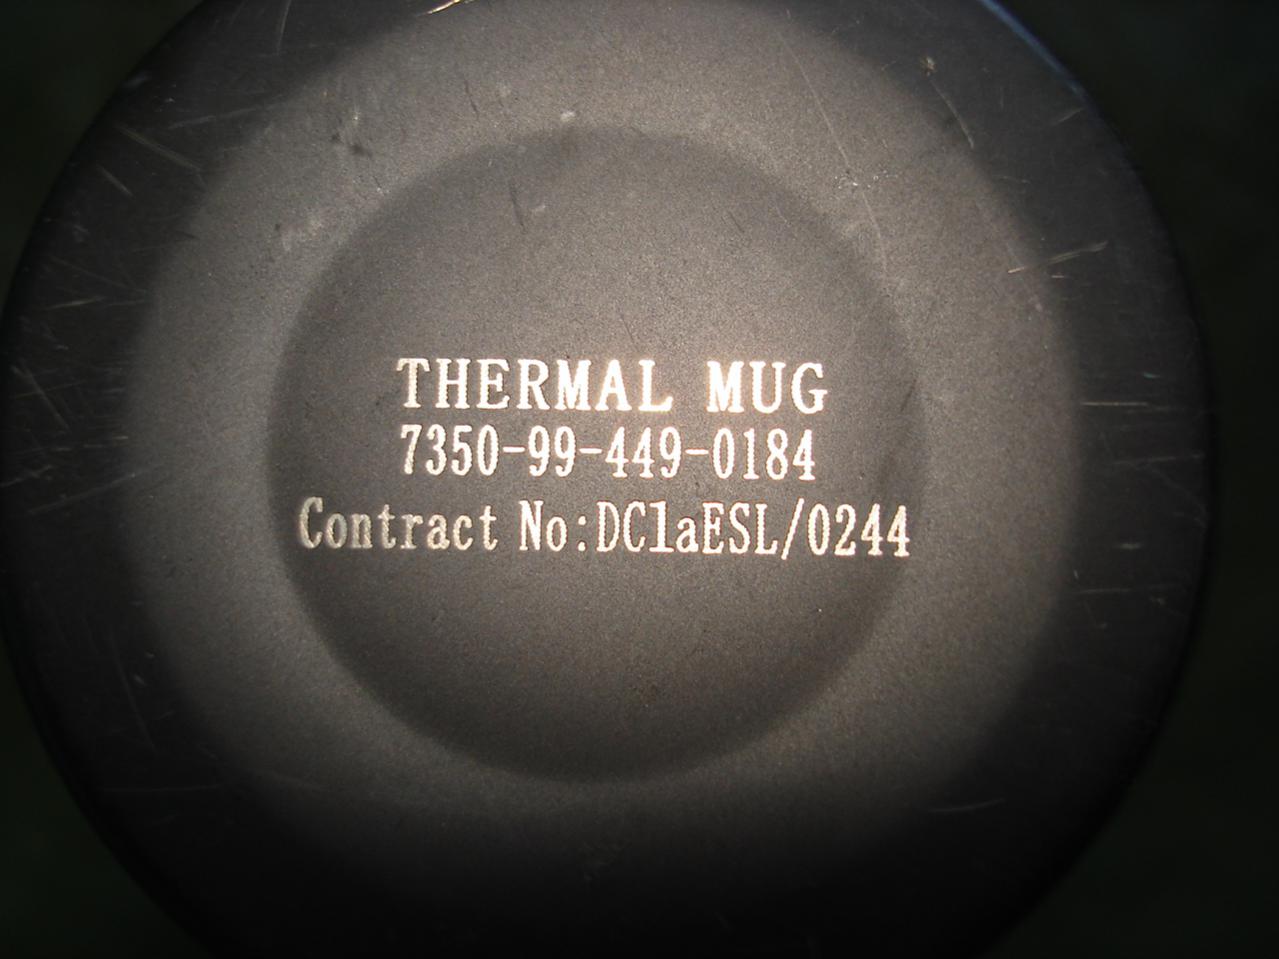 THERMAL MUG
7350-99-449-0184
Contract No:DC1aESL/0244